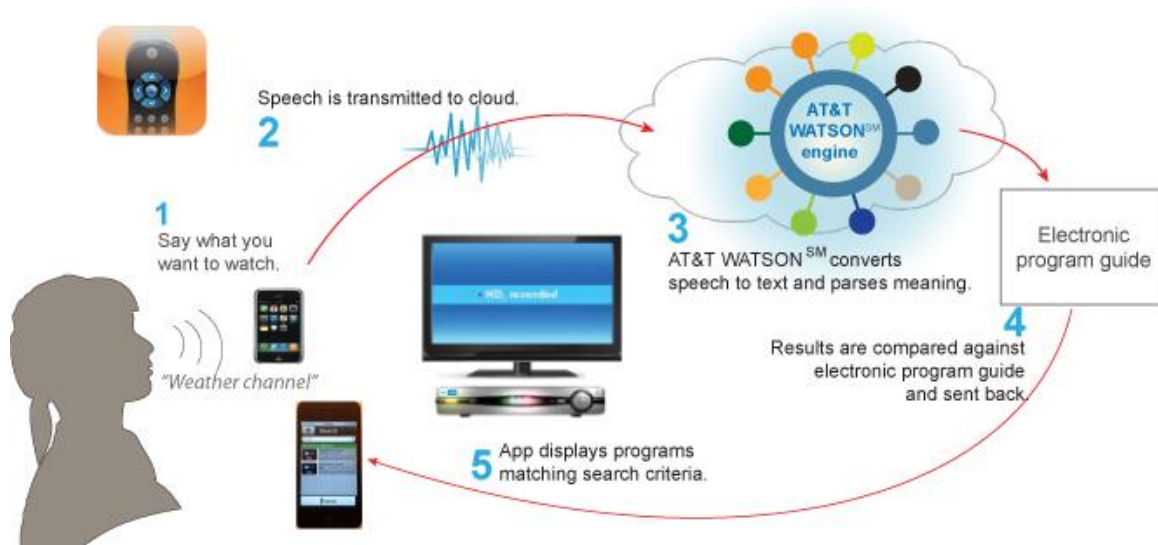 1
Say what you
want to watch.
"Weather channel"
Speech is transmitted to cloud.
2
AT&T
WATSON℠
engine
3
AT&T WATSON ℠ converts
speech to text and parses meaning.
Electronic
program guide
4
Results are compared against
electronic program guide
and sent back.
5
App displays programs
matching search criteria.